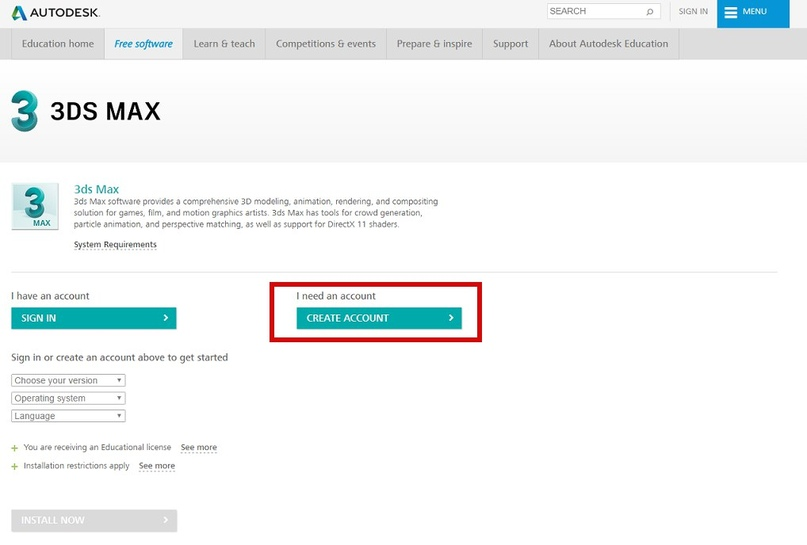 AUTODESK.
SEARCH
SIGN IN
MENU
Education home
Free software
Learn & teach
Competitions & events
Prepare & inspire
Support
About Autodesk Education
3 3DS MAX
3
MAX
3ds Max
3ds Max software provides a comprehensive 3D modeling, animation, rendering, and compositing
solution for games, film, and motion graphics artists. 3ds Max has tools for crowd generation,
particle animation, and perspective matching, as well as support for DirectX 11 shaders.
System Requirements
I have an account
SIGN IN
I need an account
CREATE ACCOUNT
Sign in or create an account above to get started
Choose your version
Operating system
Language
+ You are receiving an Educational license See more
+ Installation restrictions apply See more
INSTALL NOW